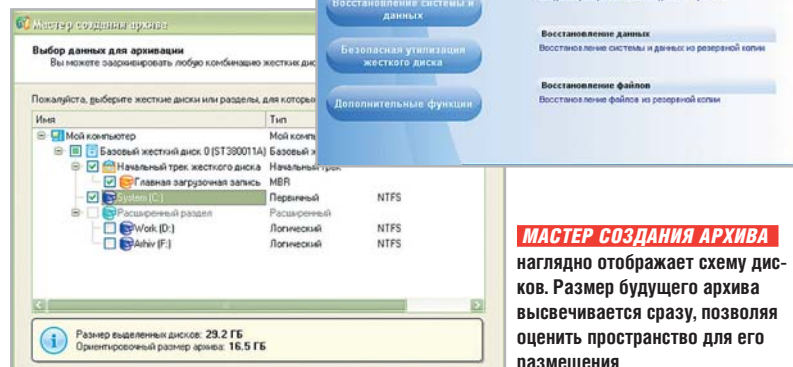 Мастер создания архива
Выбор данных для архивации
Вы можете заархивировать любую комбинацию жестких дис
Пожалуйста, выберите жесткие диски или разделы, для которы
Имя Тип
Мой компьютер Мой компь
Базовый жесткий диск 0 (ST380011A) Базовый ж
Начальный трек жесткого диска Начальный трек
Главная загрузочная запись MBR
System (C:) Первичный NTFS
Расширенный раздел Расширенный
Work (D:) Логический NTFS
Arhiv (F:) Логический NTFS
Размер выделенных дисков: 29.2 ГБ
Ориентировочный размер архива: 16.5 ГБ
Восстановление системы и
данных
Безопасная утилизация
жесткого диска
Дополнительные функции
Восстановление данных
Восстановление системы и данных из резервной копии
Восстановление файлов
Восстановление файлов из резервной копии
МАСТЕР СОЗДАНИЯ АРХИВА
наглядно отображает схему дис-
ков. Размер будущего архива
высвечивается сразу, позволяя
оценить пространство для его
размещения